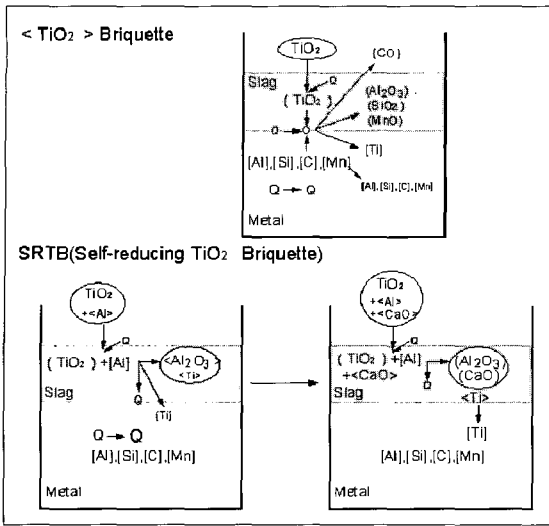 < TiO2 > Briquette
TiO2
{CO}
Slag
Q
( TiO2 )
(Al2O3)
(SiO2)
(MnO)
Q
O
[Ti]
[Al],[Si],[C],[Mn]
[Al],[Si],[C],[Mn]
Q → Q
Metal
SRTB(Self-reducing TiO2 Briquette)
TiO2
+<Al>
Q
( TiO2 ) +[Al]
<Al2O3 >
<Ti>
Slag
Q
[Ti]
Q → Q
[Al],[Si],[C],[Mn]
Metal
TiO2
+<Al>
+<CaO>
Q
( TiO2 ) +[Al]
+<CaO>
(Al2O3)
(CaO)
Q
Slag
<Ti>
[Ti]
[Al],[Si],[C],[Mn]
Metal